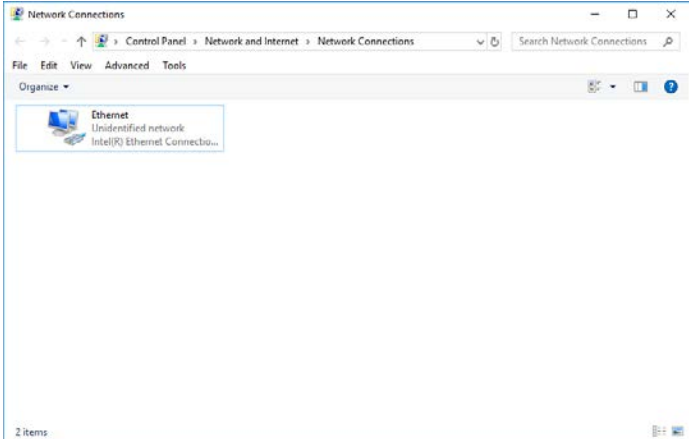 Network Connections
Control Panel › Network and Internet › Network Connections
Search Network Connections
File Edit View Advanced Tools
Organize
Ethernet
Unidentified network
Intel(R) Ethernet Connectio...
2 items